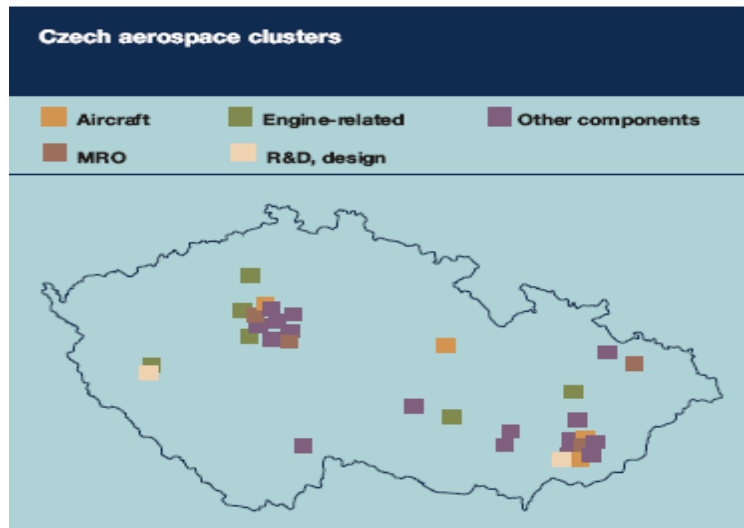 Czech aerospace clusters
Aircraft
Engine-related
Other components
MRO
R&D, design